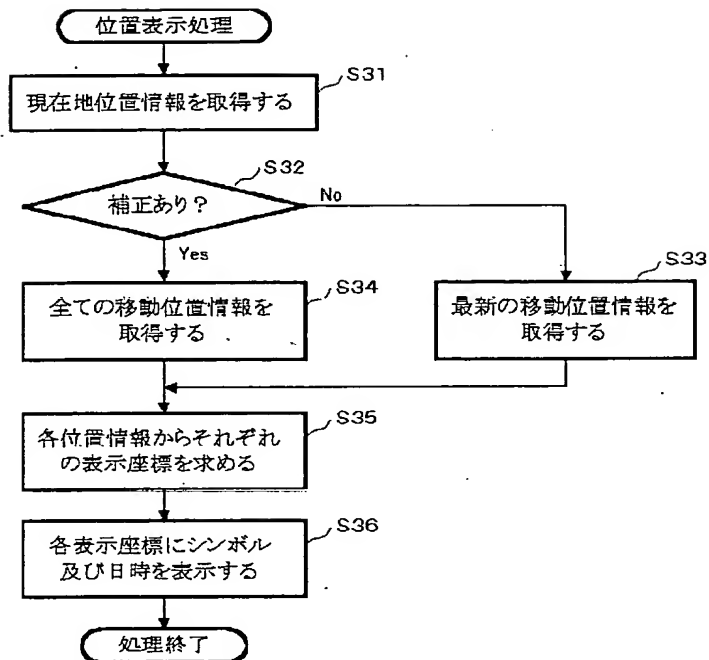 位置表示処理
S31
現在地位置情報を取得する
S32
補正あり？
No
Yes
S33
最新の移動位置情報を
取得する
S34
全ての移動位置情報を
取得する
S35
各位置情報からそれぞれ
の表示座標を求める
S36
各表示座標にシンボル
及び日時を表示する
処理終了